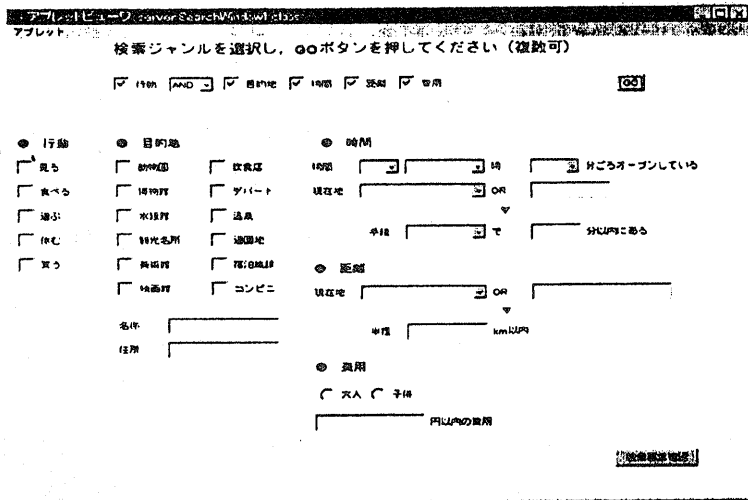 アプレットビューワ: server.SearchWindow1.class
アプレット
検索ジャンルを選択し，GOボタンを押してください（複数可）
行動 AND 目的地 時間 距離 費用 GO
行動
見る
食べる
遊ぶ
休む
買う
目的地
動物園 飲食店
博物館 デパート
水族館 温泉
観光名所 遊園地
美術館 宿泊施設
映画館 コンビニ
名称
住所
時間
時間 時 分ごろオープンしている
現在地 OR
手段 で 分以内にある
距離
現在地 OR
半径 km以内
費用
大人 子供
円以内の費用